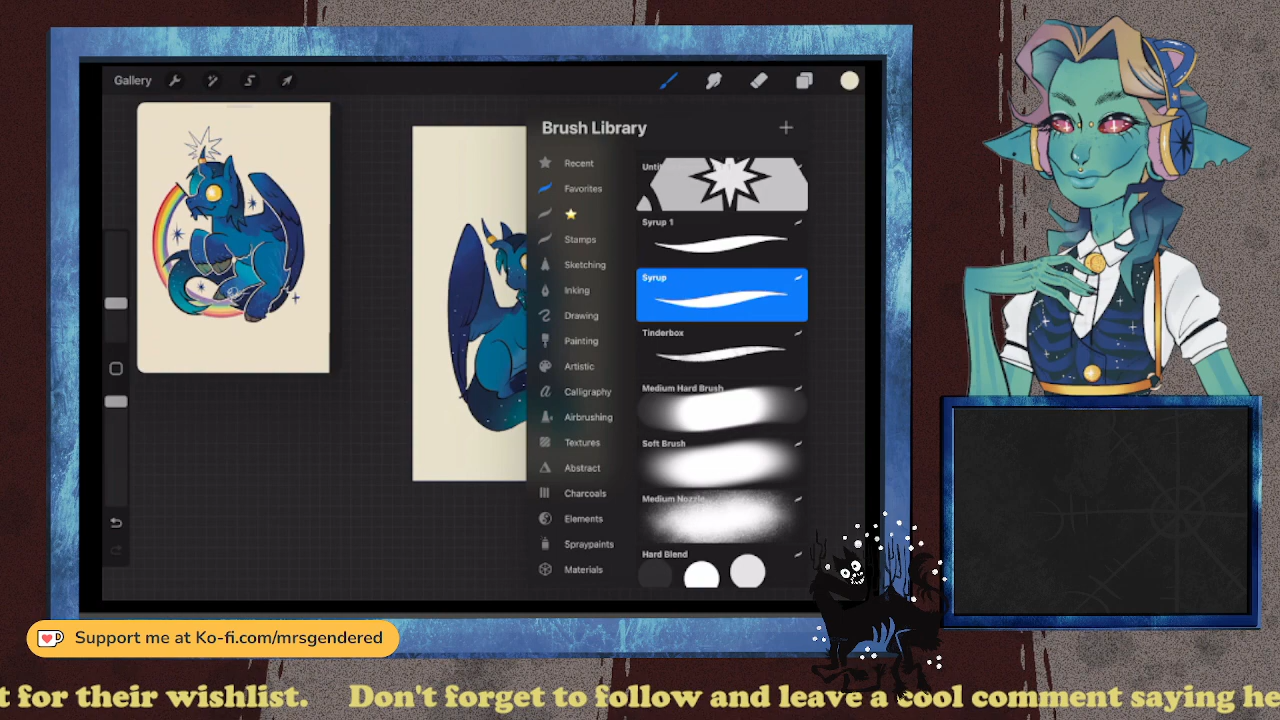 Gallery
Brush Library
Recent
Favorites
Stamps
Sketching
Inking
Drawing
Painting
Artistic
Calligraphy
Airbrushing
Textures
Abstract
Charcoals
Elements
Spraypaints
Materials
Syrup 1
Syrup
Tinderbox
Medium Hard Brush
Soft Brush
Medium Nozzle
Hard Blend
Support me at Ko-fi.com/mrsgendered
t for their wishlist. Don't forget to follow and leave a cool comment saying he